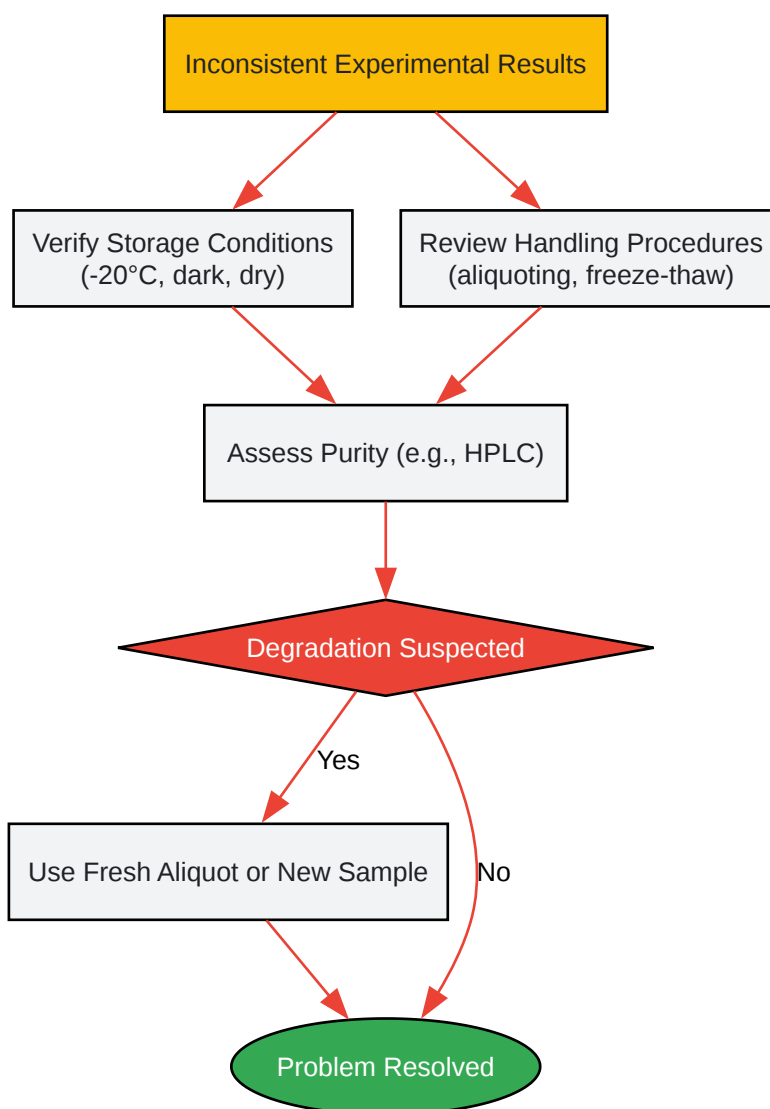 Inconsistent Experimental Results
Verify Storage Conditions
(-20°C, dark, dry)
Review Handling Procedures
(aliquoting, freeze-thaw)
Assess Purity (e.g., HPLC)
Degradation Suspected
Yes
Use Fresh Aliquot or New Sample
No
Problem Resolved